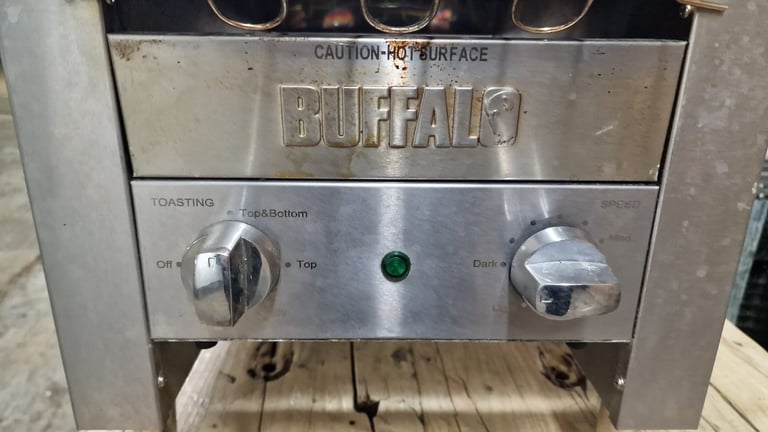 CAUTION-HOT SURFACE
BUFFALO
TOASTING
SPEED
Top&Bottom
Med.
Off
Top
Dark